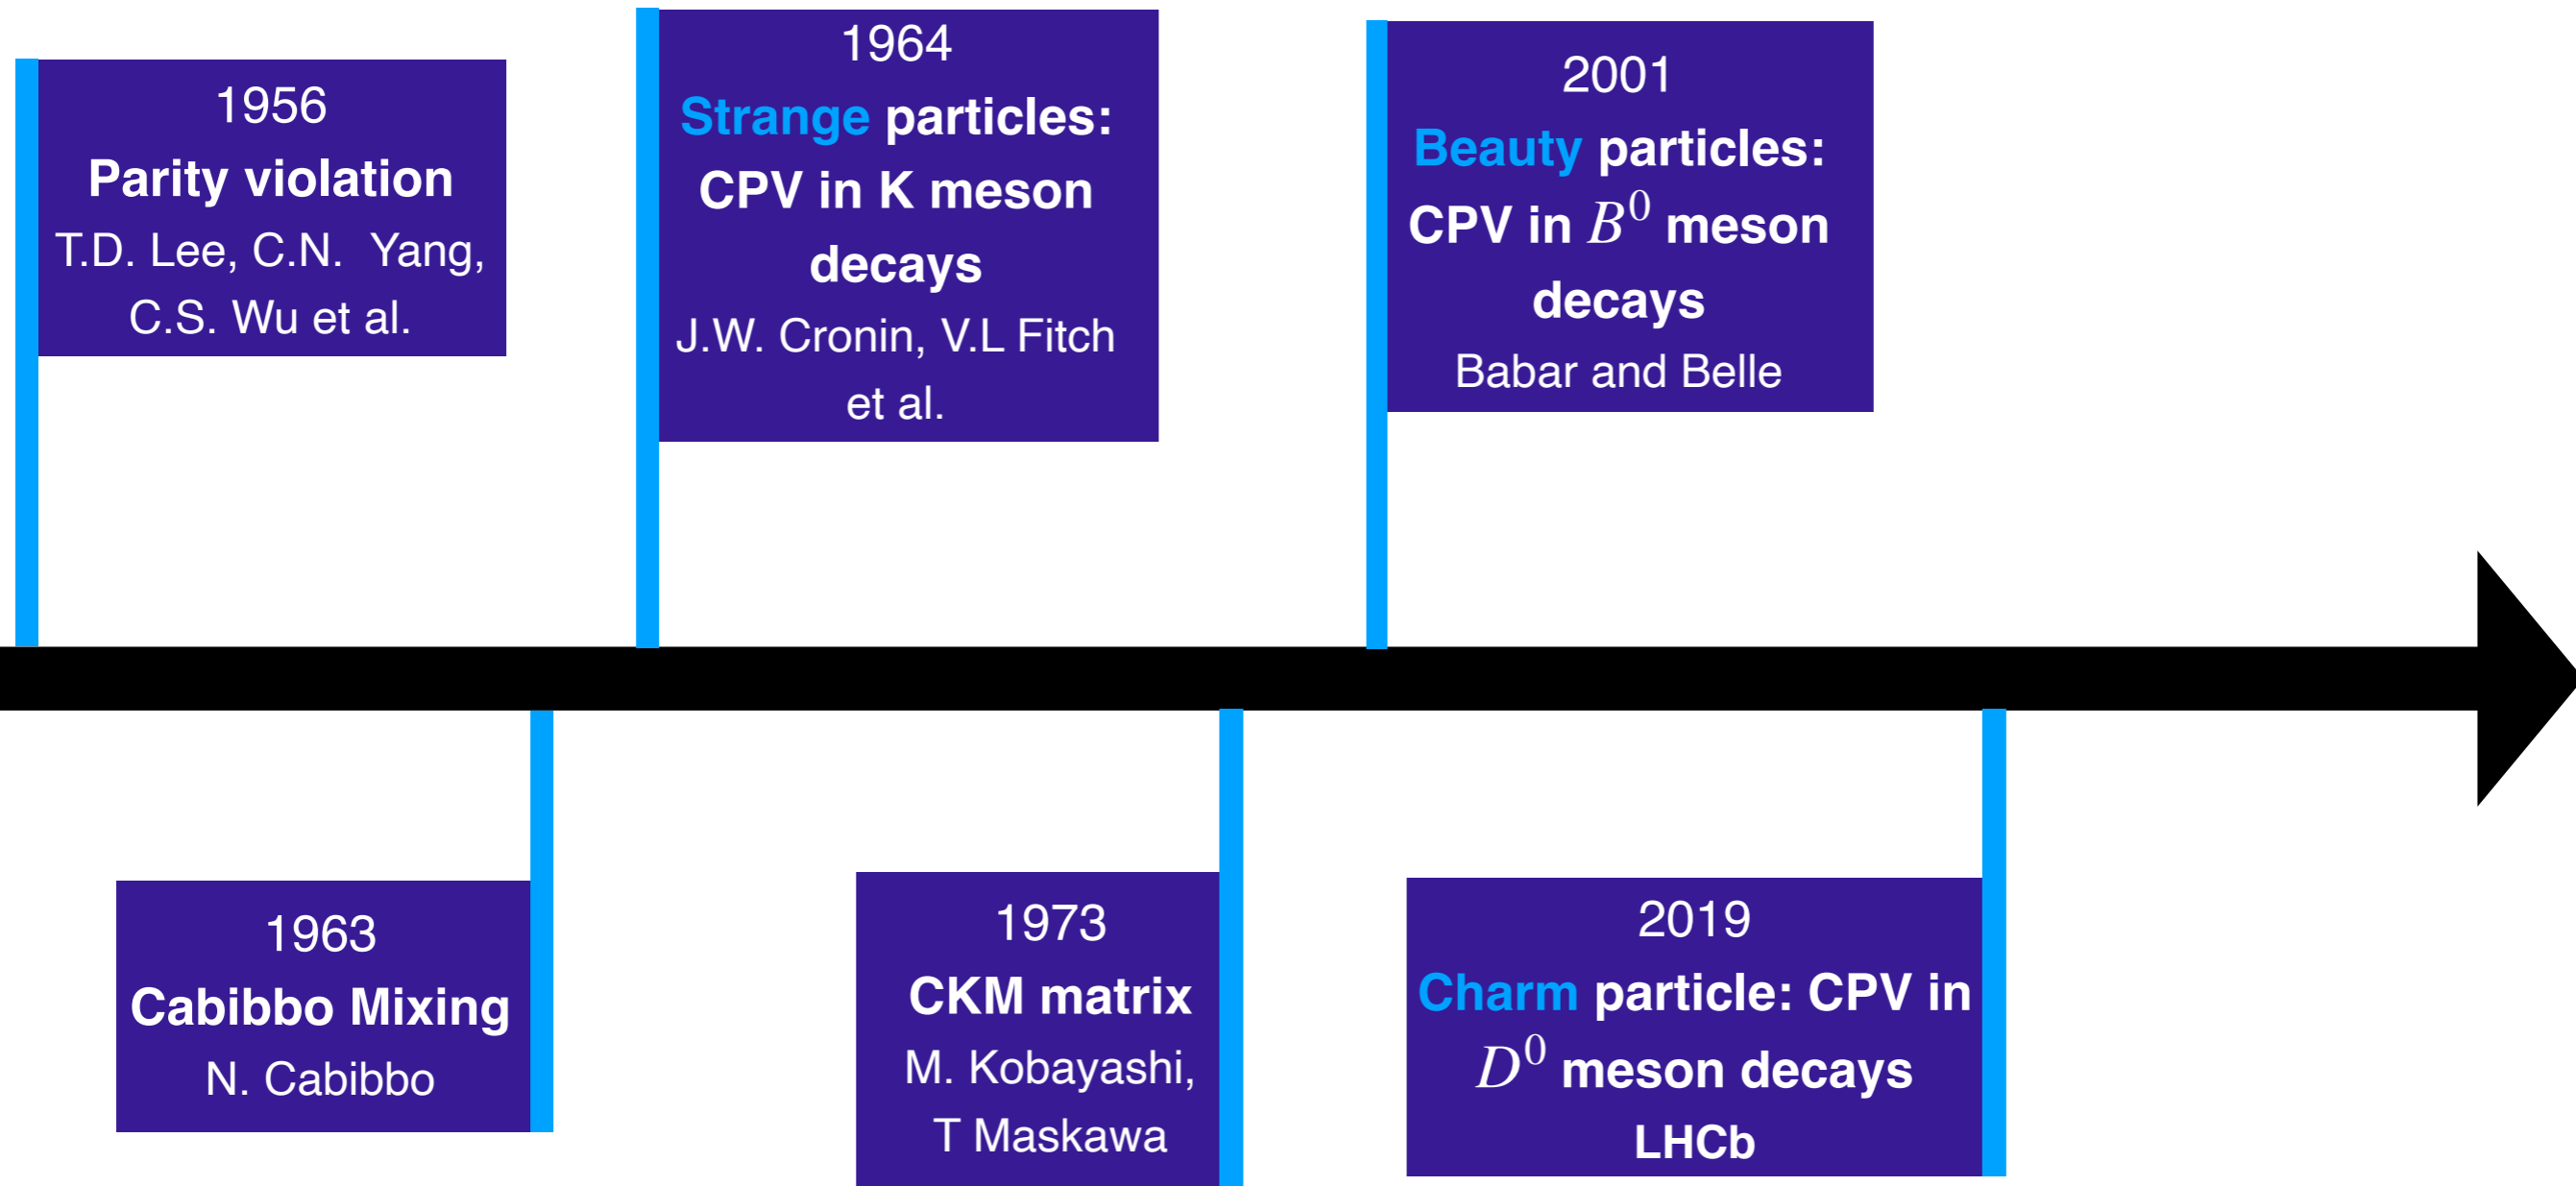 1956
Parity violation
T.D. Lee, C.N.  Yang,
C.S. Wu et al.
1964
Strange particles:
CPV in K meson
decays
J.W. Cronin, V.L Fitch
et al.
2001
Beauty particles:
CPV in B⁰ meson
decays
Babar and Belle
1963
Cabibbo Mixing
N. Cabibbo
1973
CKM matrix
M. Kobayashi,
T Maskawa
2019
Charm particle: CPV in
D⁰ meson decays
LHCb